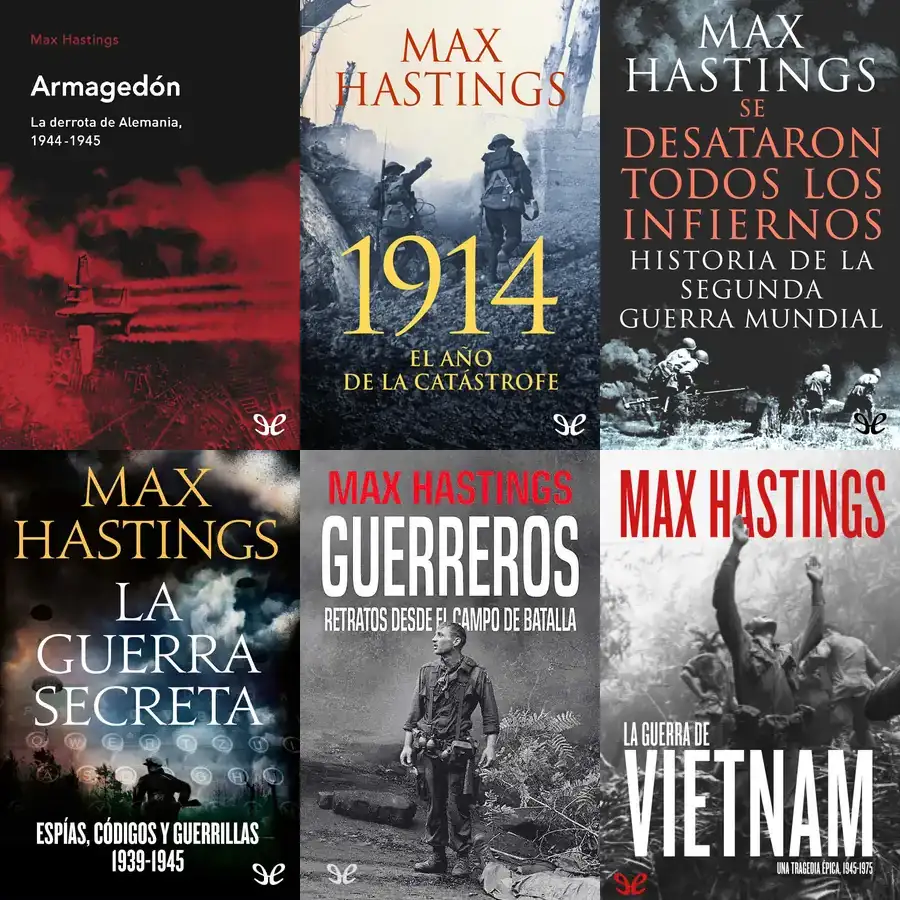 Max Hastings
Armagedón
La derrota de Alemania,
1944-1945
MAX
HASTINGS
1914
EL AÑO
DE LA CATÁSTROFE
MAX
HASTINGS
SE
DESATARON
TODOS LOS
INFIERNOS
HISTORIA DE LA
SEGUNDA
GUERRA MUNDIAL
MAX
HASTINGS
LA
GUERRA
SECRETA
Q W E R T Z U I
A S D F G H J
ESPÍAS, CÓDIGOS Y GUERRILLAS
1939-1945
MAX HASTINGS
GUERREROS
RETRATOS DESDE EL CAMPO DE BATALLA
MAX HASTINGS
LA GUERRA DE
VIETNAM
UNA TRAGEDIA ÉPICA, 1945-1975